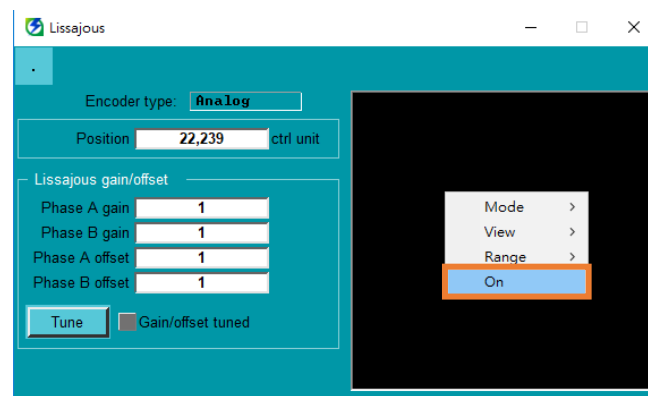 Lissajous
.
Encoder type: Analog
Position 22,239 ctrl unit
Lissajous gain/offset
Phase A gain 1
Phase B gain 1
Phase A offset 1
Phase B offset 1
Tune Gain/offset tuned
Mode >
View >
Range >
On